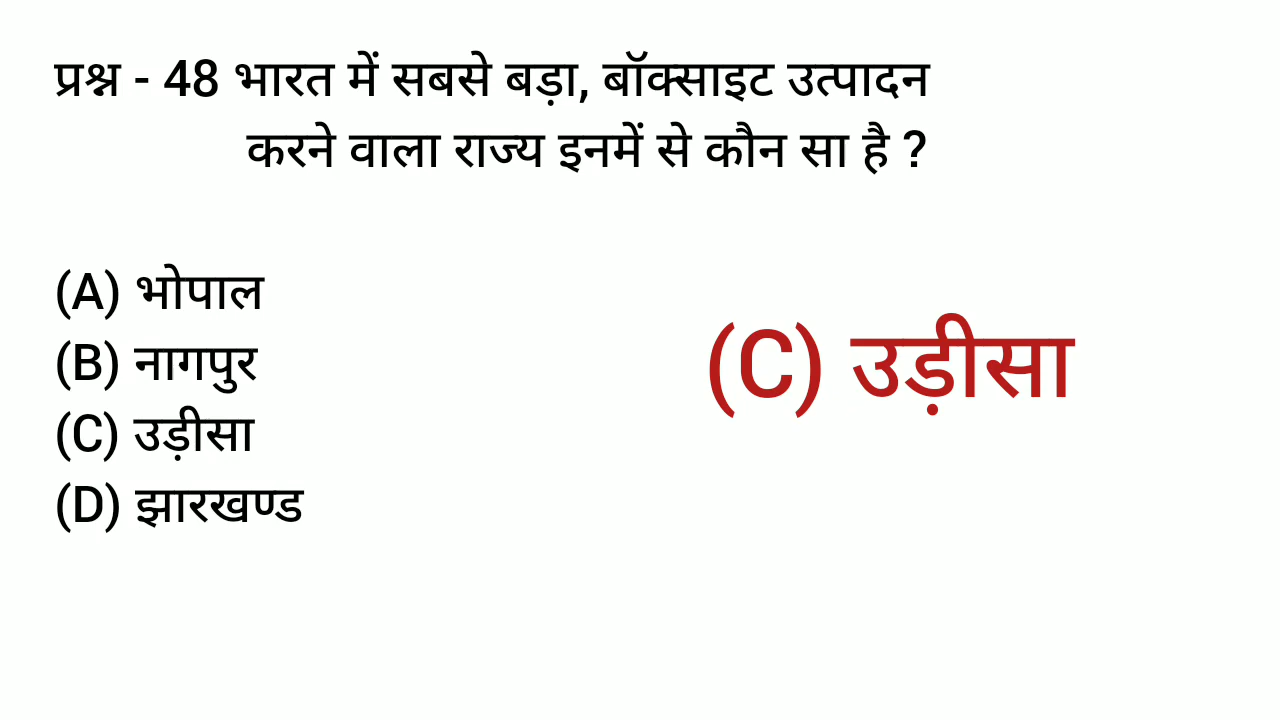 प्रश्न - 48 भारत में सबसे बड़ा, बॉक्साइट उत्पादन
करने वाला राज्य इनमें से कौन सा है ?
(A) भोपाल
(B) नागपुर
(C) उड़ीसा
(D) झारखण्ड
(C) उड़ीसा